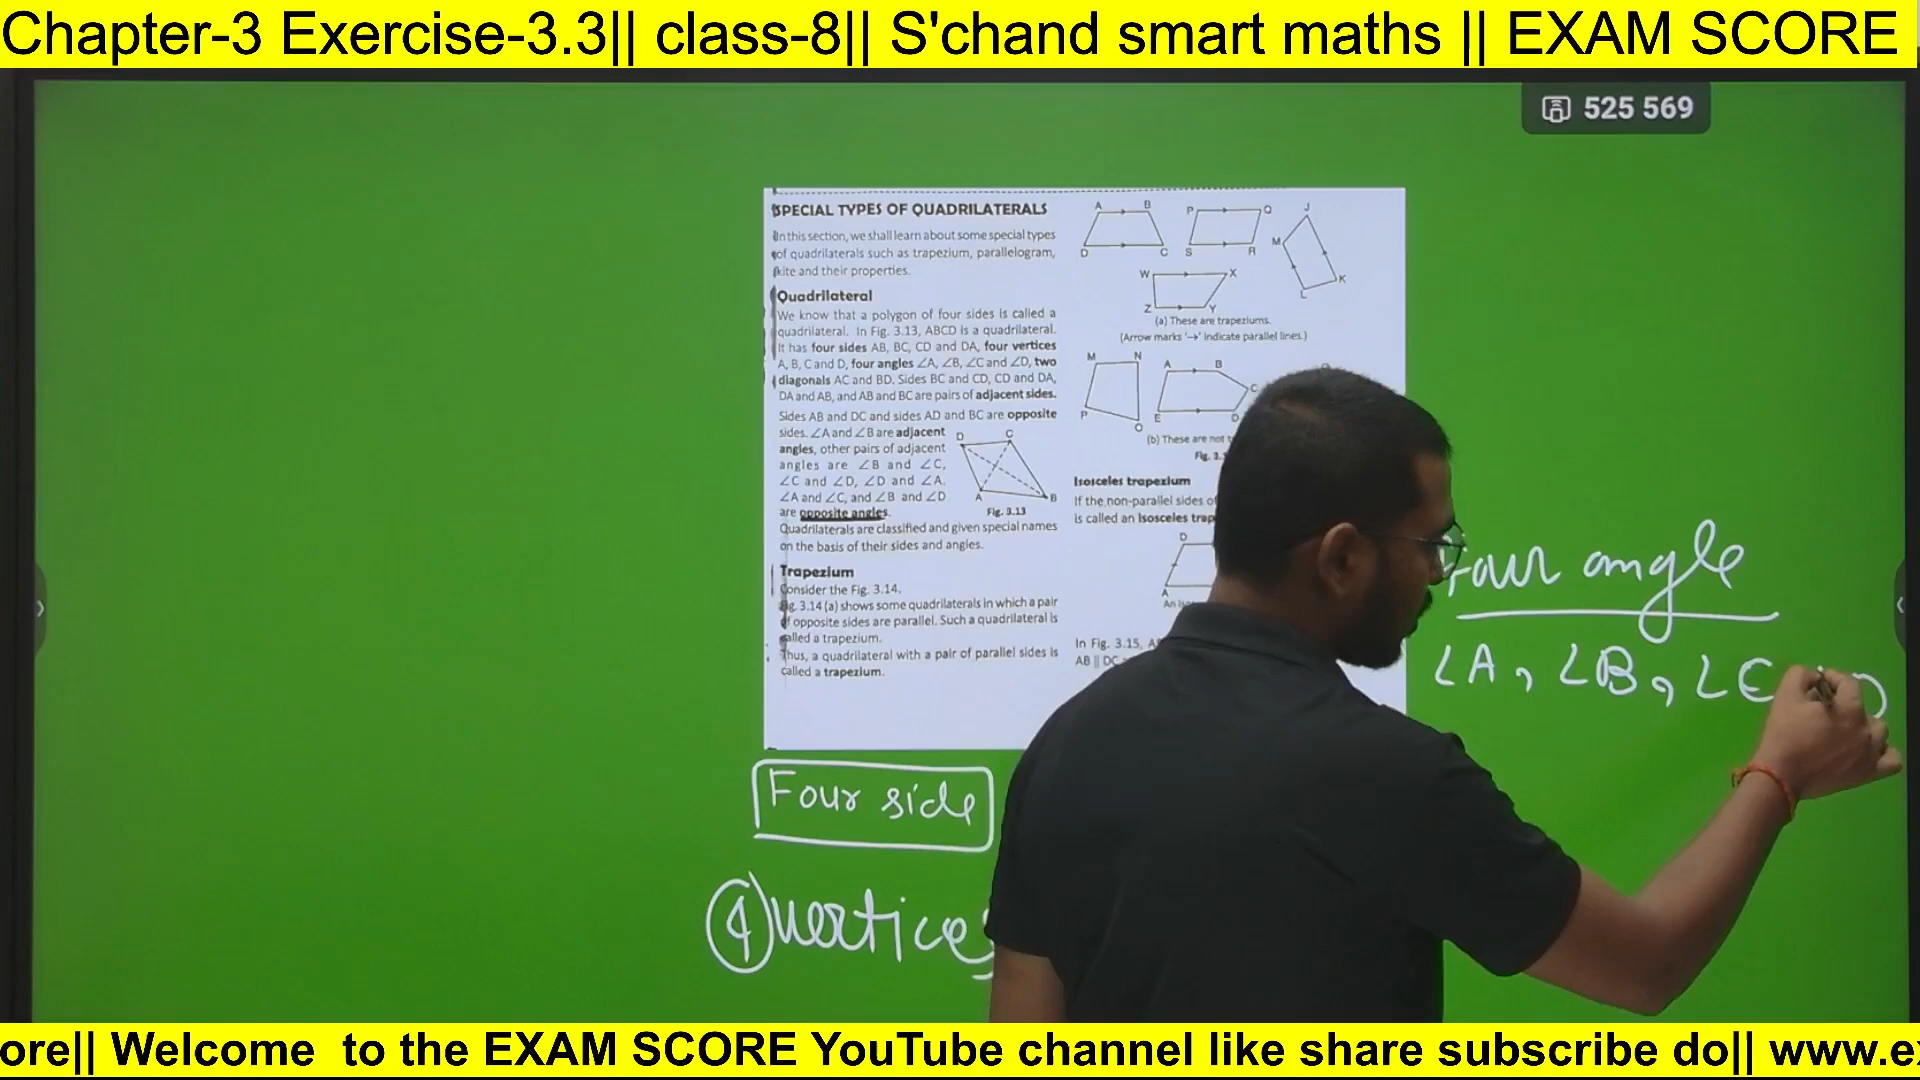 Chapter-3 Exercise-3.3|| class-8|| S'chand smart maths || EXAM SCORE
525 569
SPECIAL TYPES OF QUADRILATERALS
In this section, we shall learn about some special types
of quadrilaterals such as trapezium, parallelogram,
kite and their properties.
Quadrilateral
We know that a polygon of four sides is called a
quadrilateral. In Fig. 3.13, ABCD is a quadrilateral.
It has four sides AB, BC, CD and DA, four vertices
A, B, C and D, four angles ∠A, ∠B, ∠C and ∠D, two
diagonals AC and BD. Sides BC and CD, CD and DA,
DA and AB, and AB and BC are pairs of adjacent sides.
Sides AB and DC and sides AD and BC are opposite
sides. ∠A and ∠B are adjacent
angles, other pairs of adjacent
angles are ∠B and ∠C,
∠C and ∠D, ∠D and ∠A.
∠A and ∠C, and ∠B and ∠D
are opposite angles.
D C
A B
Fig. 3.13
Quadrilaterals are classified and given special names
on the basis of their sides and angles.
Trapezium
Consider the Fig. 3.14.
Fig. 3.14 (a) shows some quadrilaterals in which a pair
of opposite sides are parallel. Such a quadrilateral is
called a trapezium.
Thus, a quadrilateral with a pair of parallel sides is
called a trapezium.
A B P Q J
M
D C S R
W X K
L
Z Y
(a) These are trapeziums.
(Arrow marks '→' indicate parallel lines.)
M N A B
C
P E D
O
(b) These are not
Fig. 3.
Isosceles trapezium
If the non-parallel sides of
is called an isosceles trap
D
A
An
In Fig. 3.15,
AB || DC
Four angle
∠A, ∠B, ∠C D
Four side
4 vertices
ore|| Welcome to the EXAM SCORE YouTube channel like share subscribe do|| www.ex